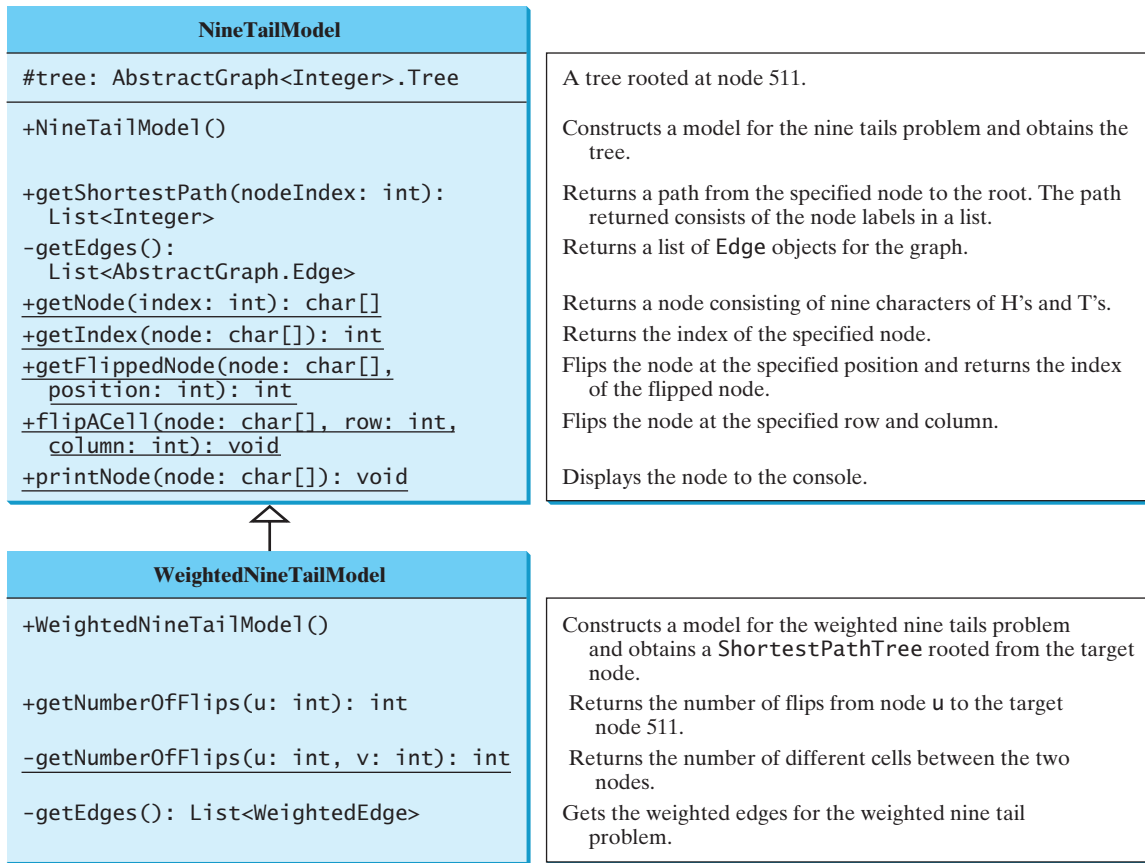 NineTailModel
#tree: AbstractGraph<Integer>.Tree
A tree rooted at node 511.
+NineTailModel()
Constructs a model for the nine tails problem and obtains the
tree.
+getShortestPath(nodeIndex: int):
List<Integer>
Returns a path from the specified node to the root. The path
returned consists of the node labels in a list.
-getEdges():
List<AbstractGraph.Edge>
Returns a list of Edge objects for the graph.
+getNode(index: int): char[]
Returns a node consisting of nine characters of H's and T's.
+getIndex(node: char[]): int
Returns the index of the specified node.
+getFlippedNode(node: char[],
position: int): int
Flips the node at the specified position and returns the index
of the flipped node.
+flipACell(node: char[], row: int,
column: int): void
Flips the node at the specified row and column.
+printNode(node: char[]): void
Displays the node to the console.
WeightedNineTailModel
+WeightedNineTailModel()
Constructs a model for the weighted nine tails problem
and obtains a ShortestPathTree rooted from the target
node.
+getNumberOfFlips(u: int): int
Returns the number of flips from node u to the target
node 511.
-getNumberOfFlips(u: int, v: int): int
Returns the number of different cells between the two
nodes.
-getEdges(): List<WeightedEdge>
Gets the weighted edges for the weighted nine tail
problem.